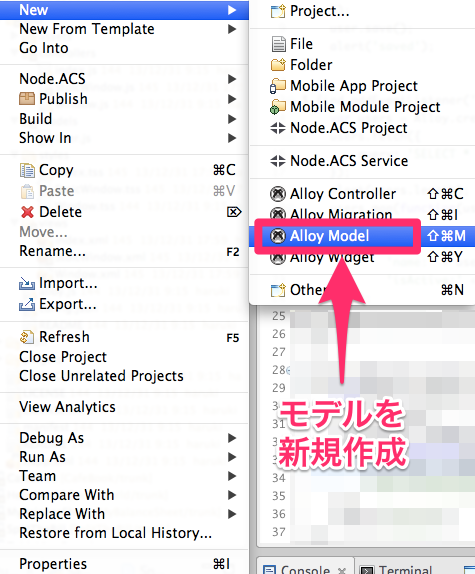 New
New From Template
Go Into
Node.ACS
Publish
Build
Show In
Copy ⌘C
Paste ⌘V
Delete ⌦
Move...
Rename... F2
Import...
Export...
Refresh F5
Close Project
Close Unrelated Projects
View Analytics
Debug As
Run As
Team
Compare With
Replace With
Restore from Local History...
Properties ⌘I
Project...
File
Folder
Mobile App Project
Mobile Module Project
Node.ACS Project
Node.ACS Service
Alloy Controller ⇧⌘C
Alloy Migration ⇧⌘I
Alloy Model ⇧⌘M
Alloy Widget ⇧⌘Y
Other ⌘N
25
26
27
28
29
30
31
32
33
34
35
36
37
モデルを
新規作成
Console
Terminal